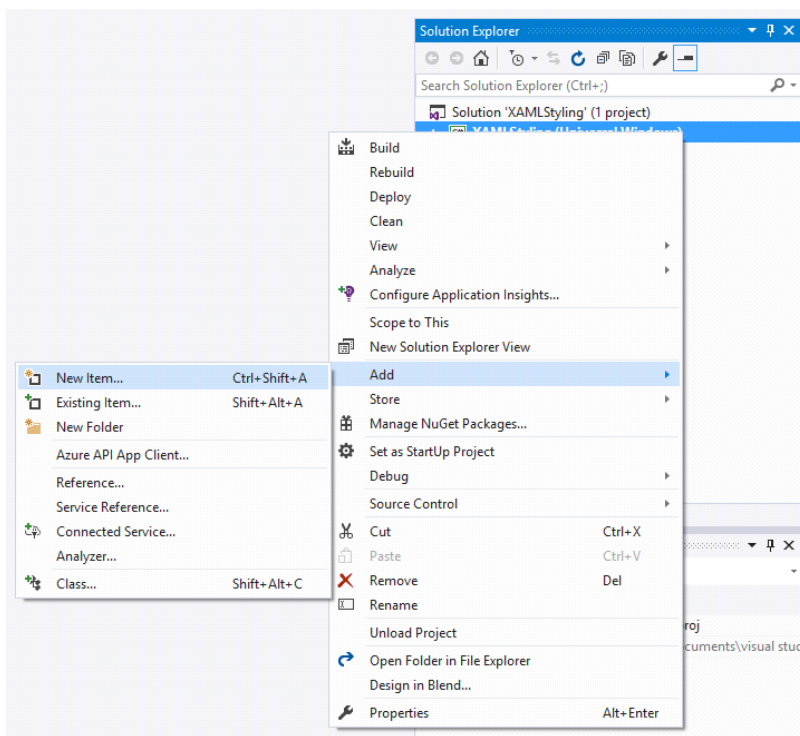 Solution Explorer
Search Solution Explorer (Ctrl+;)
Solution 'XAMLStyling' (1 project)
XAMLStyling (Universal Windows)
Build
Rebuild
Deploy
Clean
View
Analyze
Configure Application Insights...
Scope to This
New Solution Explorer View
Add
Store
Manage NuGet Packages...
Set as StartUp Project
Debug
Source Control
Cut Ctrl+X
Paste Ctrl+V
Remove Del
Rename
Unload Project
Open Folder in File Explorer
Design in Blend...
Properties Alt+Enter
New Item... Ctrl+Shift+A
Existing Item... Shift+Alt+A
New Folder
Azure API App Client...
Reference...
Service Reference...
Connected Service...
Analyzer...
Class... Shift+Alt+C
roj
cuments\visual stuc